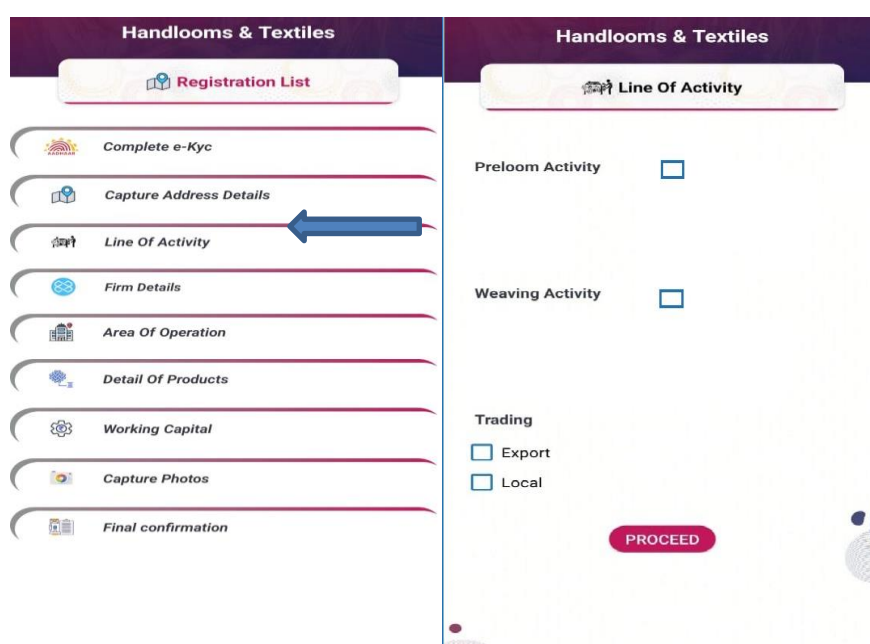 Handlooms & Textiles
Registration List
AADHAAR
Complete e-Kyc
Capture Address Details
Line Of Activity
Firm Details
Area Of Operation
Detail Of Products
Working Capital
Capture Photos
Final confirmation
Handlooms & Textiles
Line Of Activity
Preloom Activity
Weaving Activity
Trading
Export
Local
PROCEED